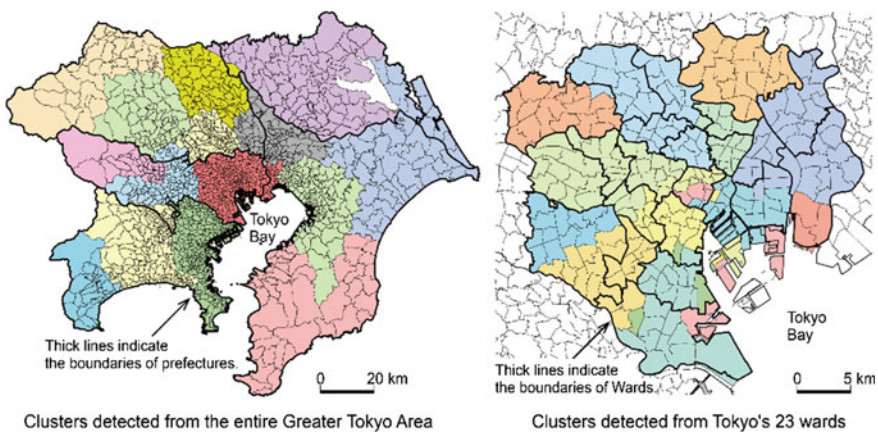 Tokyo
Bay
Thick lines indicate
the boundaries of prefectures.
0 20 km
Clusters detected from the entire Greater Tokyo Area
Tokyo
Bay
Thick lines indicate
the boundaries of Wards.
0 5 km
Clusters detected from Tokyo's 23 wards